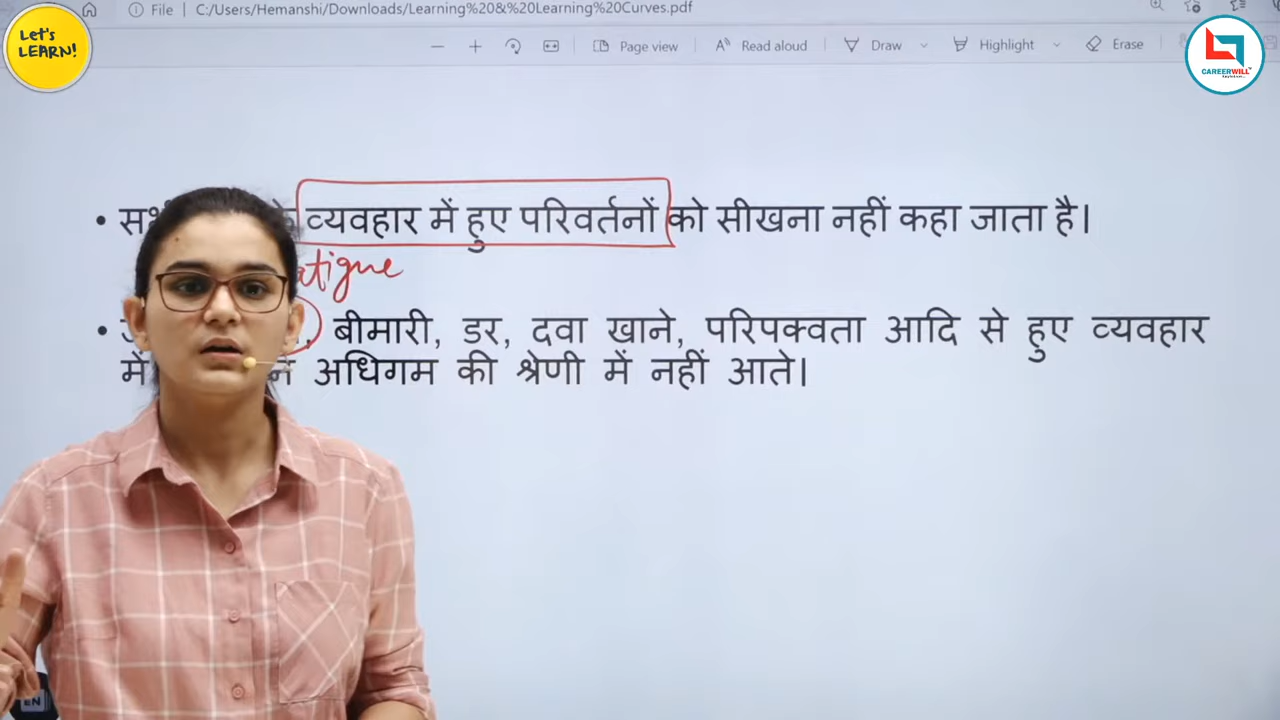 Let's
LEARN!
File C:/Users/Hemanshi/Downloads/Learning%20&%20Learning%20Curves.pdf
Page view Read aloud Draw Highlight Erase
CAREERWILL
• व्यवहार में हुए परिवर्तनों को सीखना नहीं कहा जाता है।
• , बीमारी, डर, दवा खाने, परिपक्वता आदि से हुए व्यवहार
में अधिगम की श्रेणी में नहीं आते।
EN